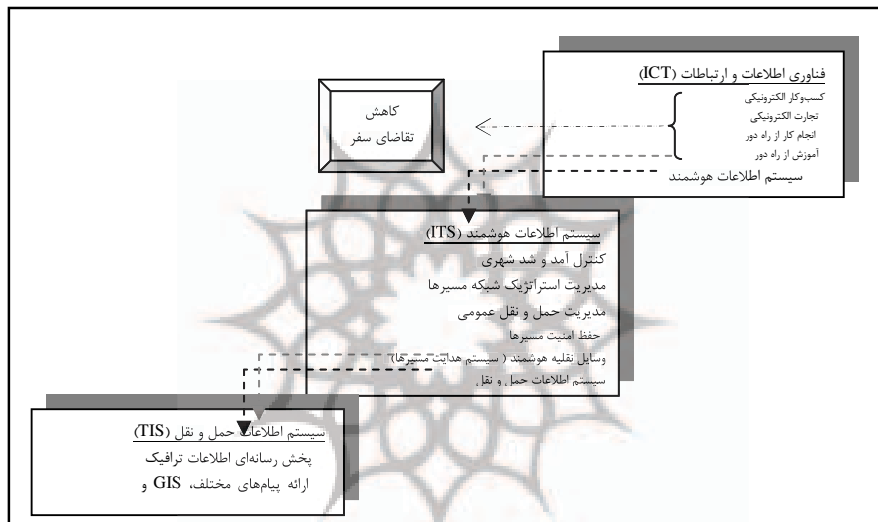 فناوری اطلاعات و ارتباطات (ICT)
کسب‌وکار الکترونیکی
تجارت الکترونیکی
انجام کار از راه دور
آموزش از راه دور
سیستم اطلاعات هوشمند
کاهش
تقاضای سفر
سیستم اطلاعات هوشمند (ITS)
کنترل آمد و شد شهری
مدیریت استراتژیک شبکه مسیرها
مدیریت حمل و نقل عمومی
حفظ امنیت مسیرها
وسایل نقلیه هوشمند ( سیستم هدایت مسیرها)
سیستم اطلاعات حمل و نقل
سیستم اطلاعات حمل و نقل (TIS)
پخش رسانه‌ای اطلاعات ترافیک
ارائه پیام‌های مختلف، GIS و